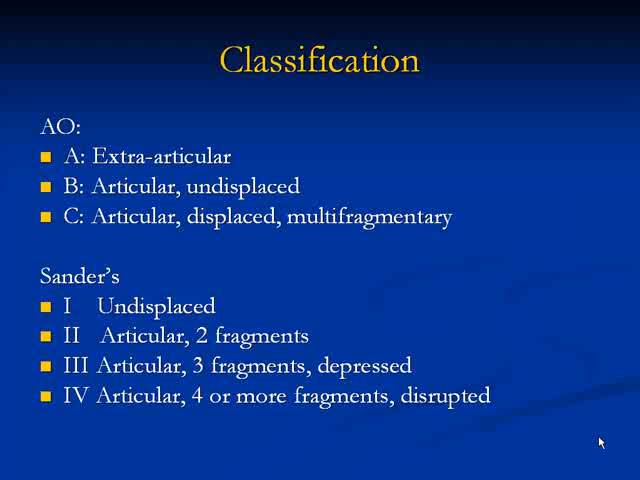 Classification
AO:
A: Extra-articular
B: Articular, undisplaced
C: Articular, displaced, multifragmentary
Sander's
I Undisplaced
II Articular, 2 fragments
III Articular, 3 fragments, depressed
IV Articular, 4 or more fragments, disrupted